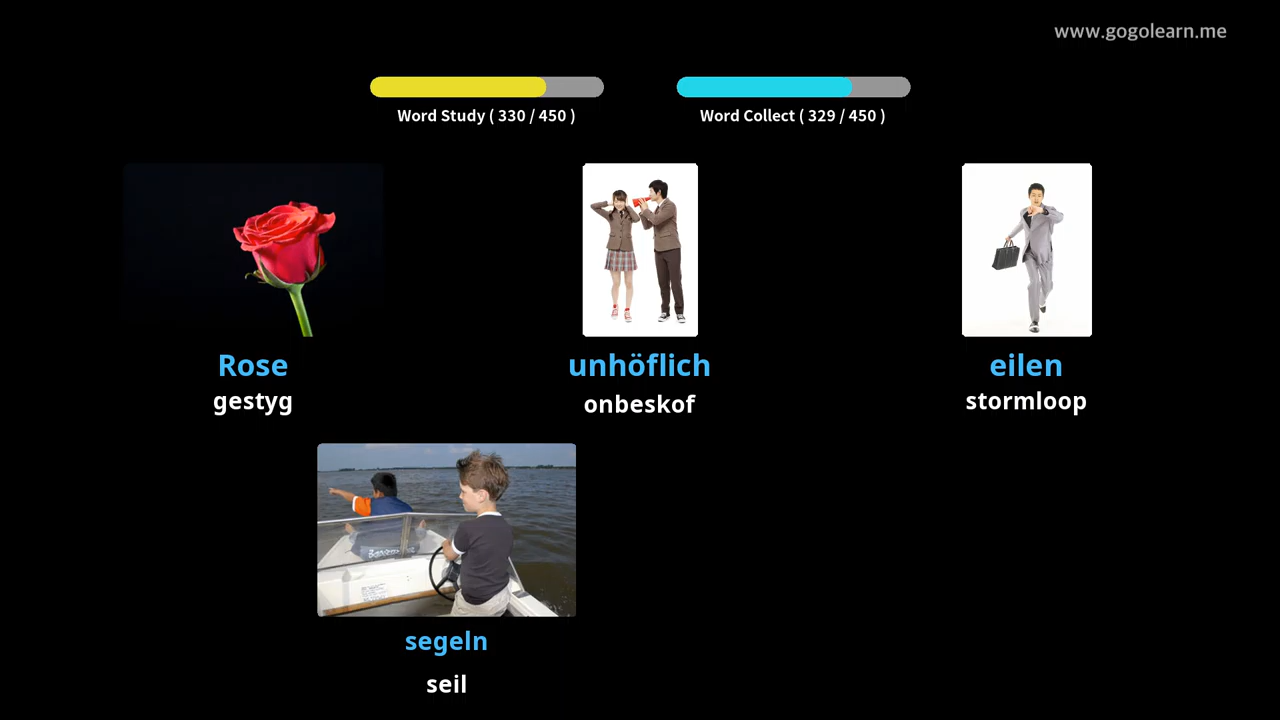 www.gogolearn.me
Word Study ( 330 / 450 )
Word Collect ( 329 / 450 )
Rose
gestyg
unhöflich
onbeskof
eilen
stormloop
segeln
seil